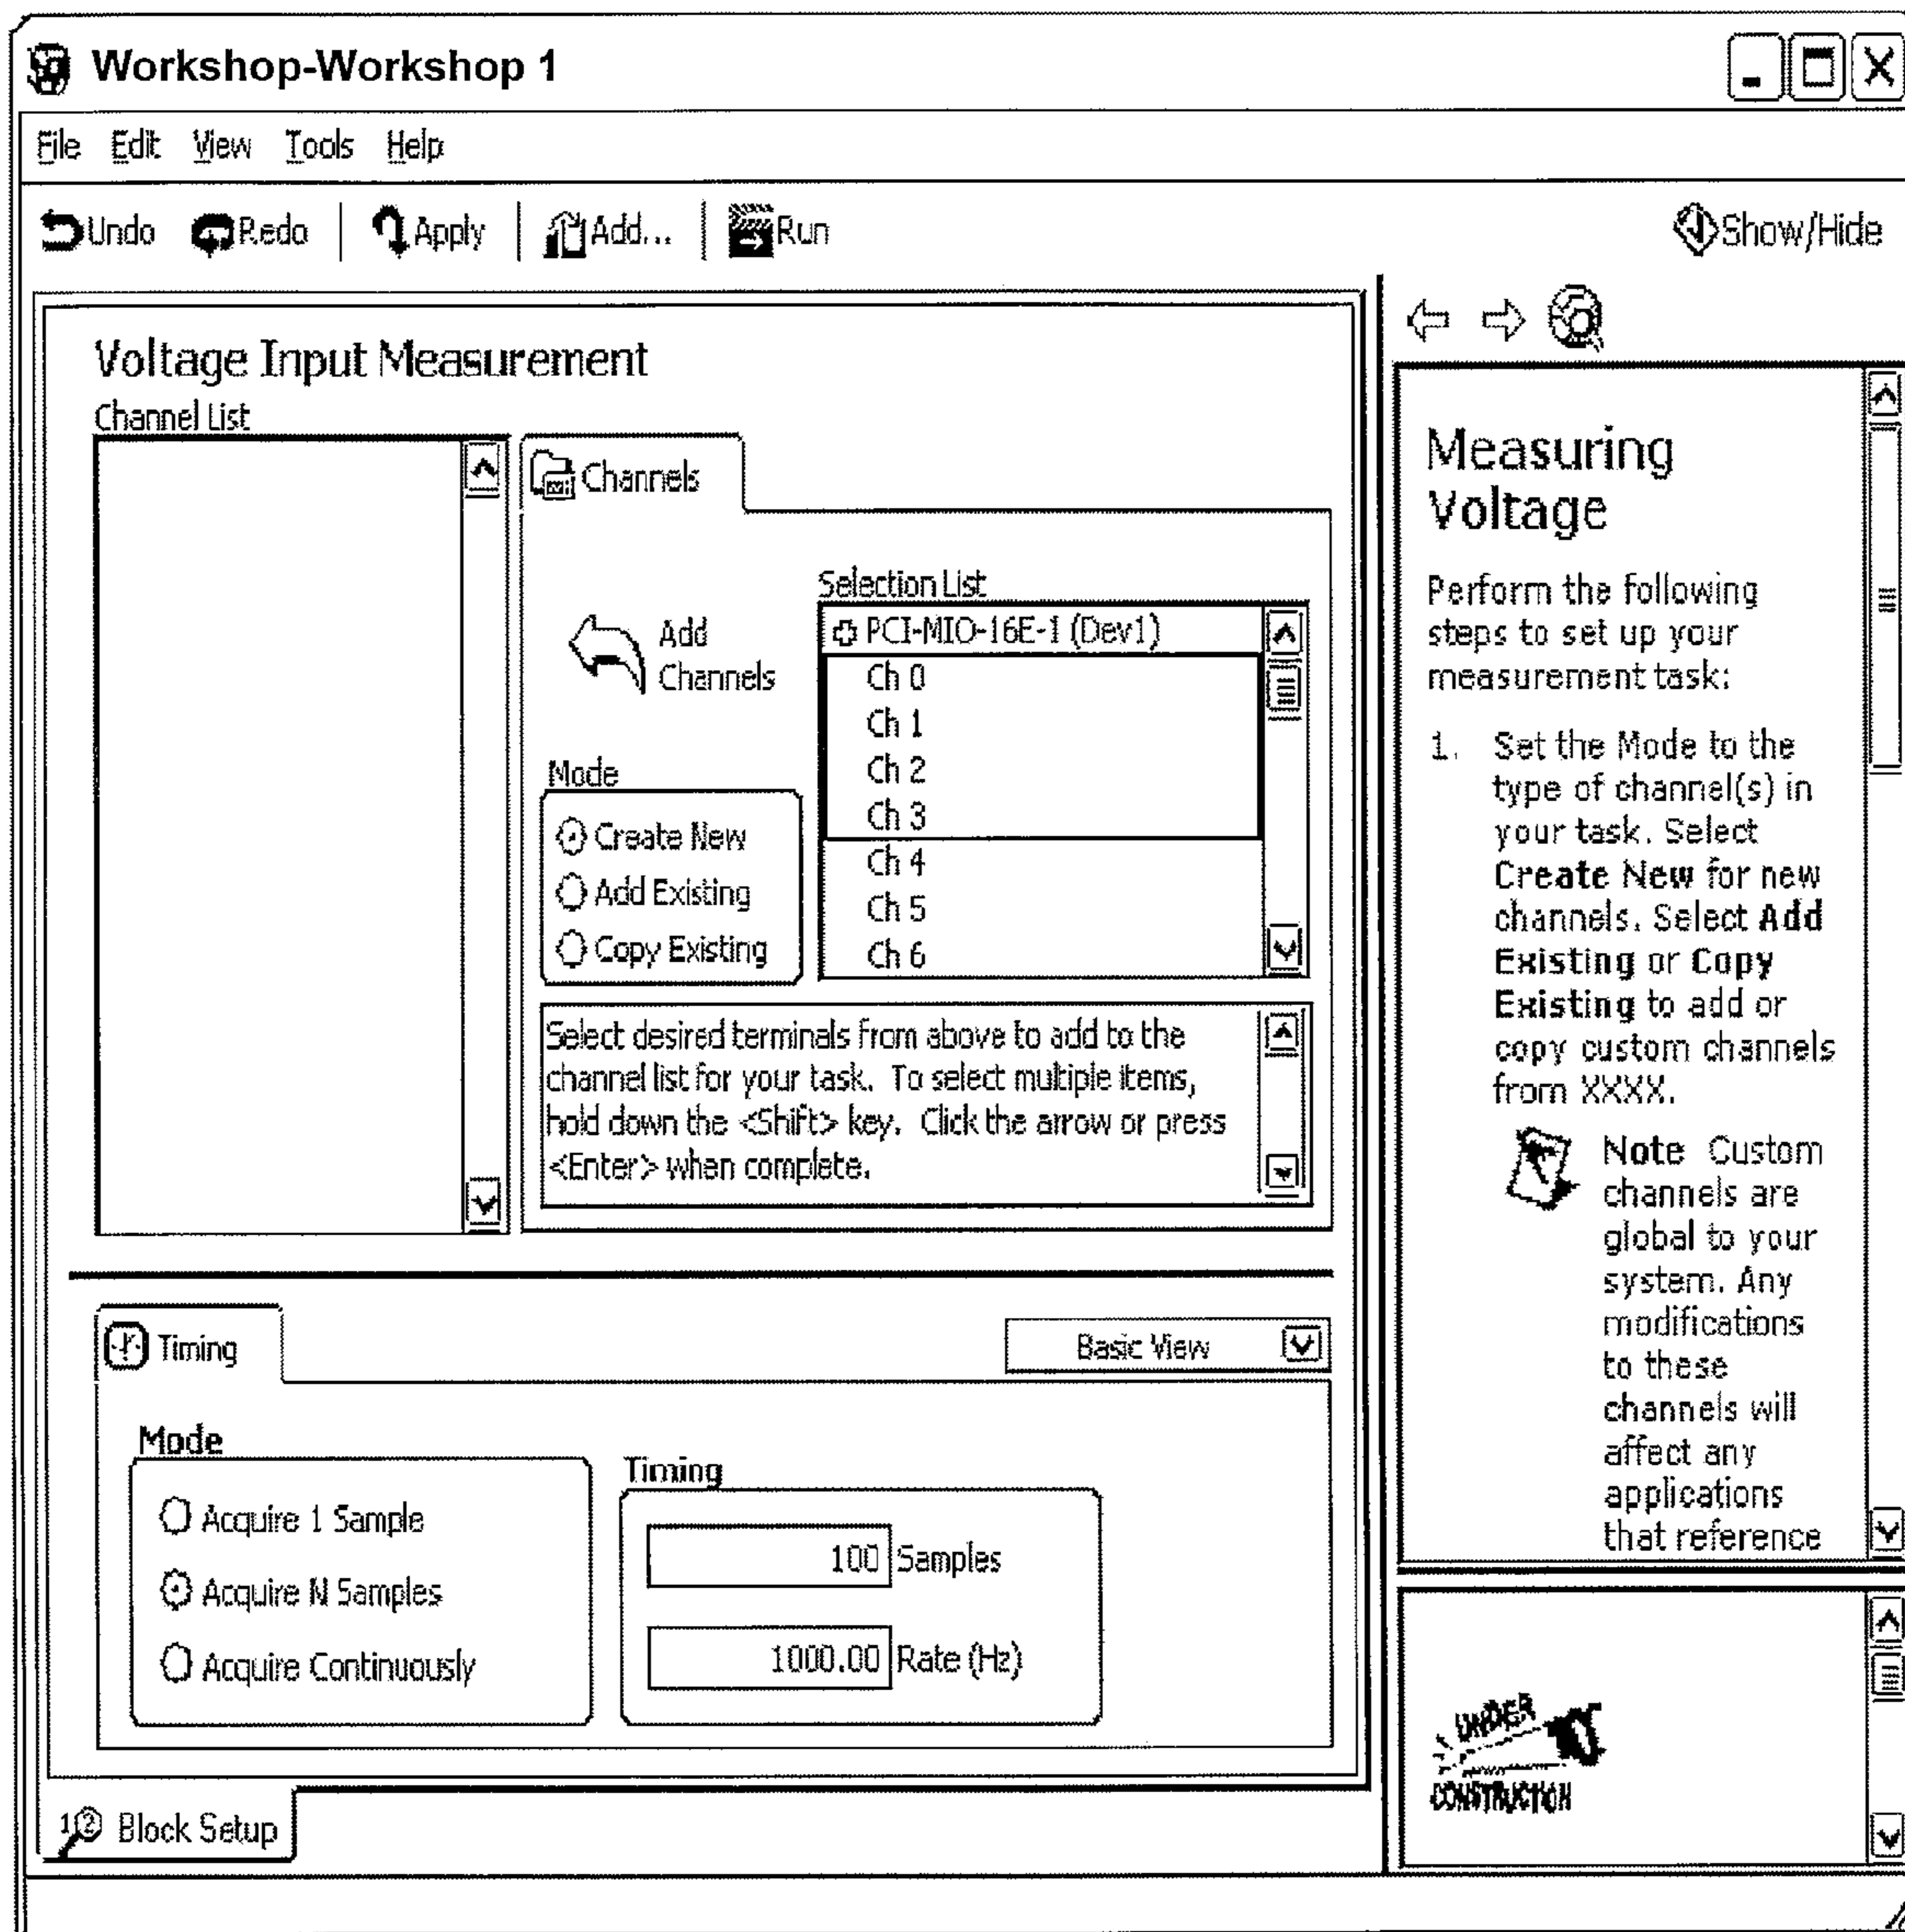 Workshop-Workshop 1
File Edit View Tools Help
Undo Redo Apply Add... Run Show/Hide
Voltage Input Measurement
Channel List
Channels
Add
Channels
Selection List
PCI-MIO-16E-1 (Dev1)
Ch 0
Ch 1
Ch 2
Ch 3
Ch 4
Ch 5
Ch 6
Mode
Create New
Add Existing
Copy Existing
Select desired terminals from above to add to the
channel list for your task. To select multiple items,
hold down the <Shift> key. Click the arrow or press
<Enter> when complete.
Timing
Basic View
Mode
Acquire 1 Sample
Acquire N Samples
Acquire Continuously
Timing
100 Samples
1000.00 Rate (Hz)
Block Setup
Measuring
Voltage
Perform the following
steps to set up your
measurement task:
1. Set the Mode to the
type of channel(s) in
your task. Select
Create New for new
channels. Select Add
Existing or Copy
Existing to add or
copy custom channels
from XXXX.
Note Custom
channels are
global to your
system. Any
modifications
to these
channels will
affect any
applications
that reference
UNDER
CONSTRUCTION